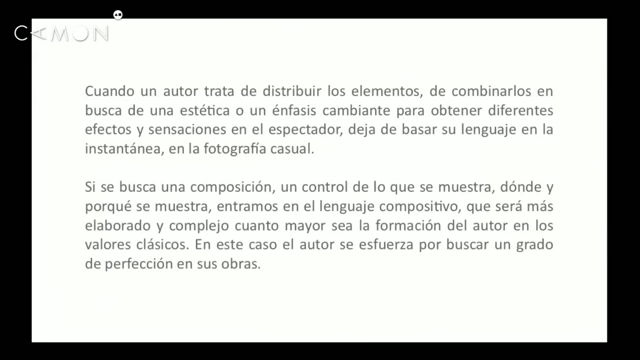 CAMON
Cuando un autor trata de distribuir los elementos, de combinarlos en
busca de una estética o un énfasis cambiante para obtener diferentes
efectos y sensaciones en el espectador, deja de basar su lenguaje en la
instantánea, en la fotografía casual.
Si se busca una composición, un control de lo que se muestra, dónde y
porqué se muestra, entramos en el lenguaje compositivo, que será más
elaborado y complejo cuanto mayor sea la formación del autor en los
valores clásicos. En este caso el autor se esfuerza por buscar un grado
de perfección en sus obras.